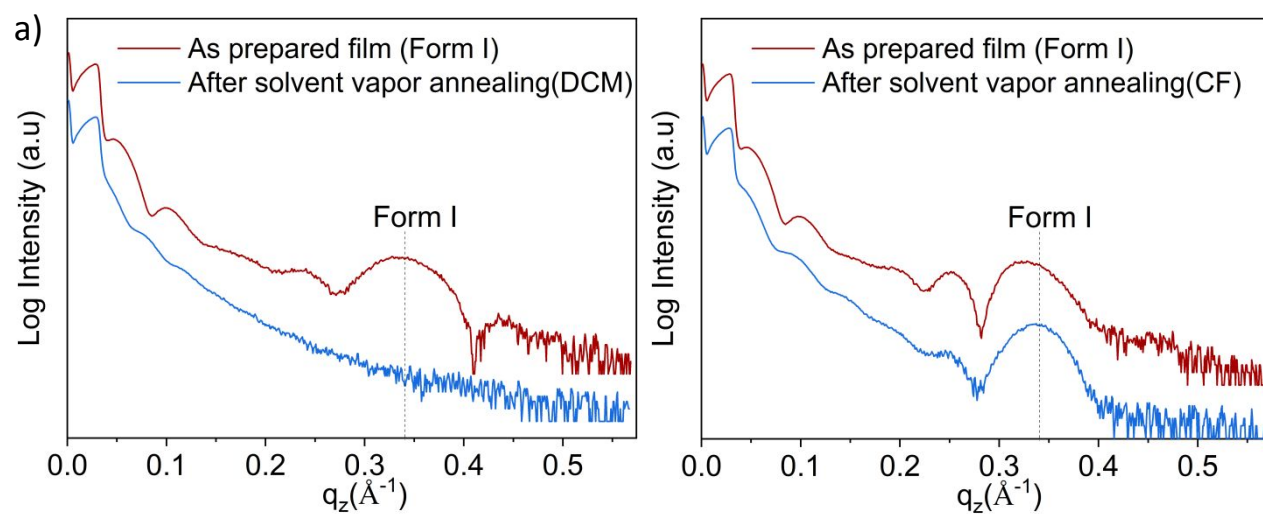 a)
As prepared film (Form I)
After solvent vapor annealing(DCM)
Form I
Log Intensity (a.u)
0.0 0.1 0.2 0.3 0.4 0.5
qz(Å-1)
As prepared film (Form I)
After solvent vapor annealing(CF)
Form I
Log Intensity (a.u)
0.0 0.1 0.2 0.3 0.4 0.5
qz(Å-1)